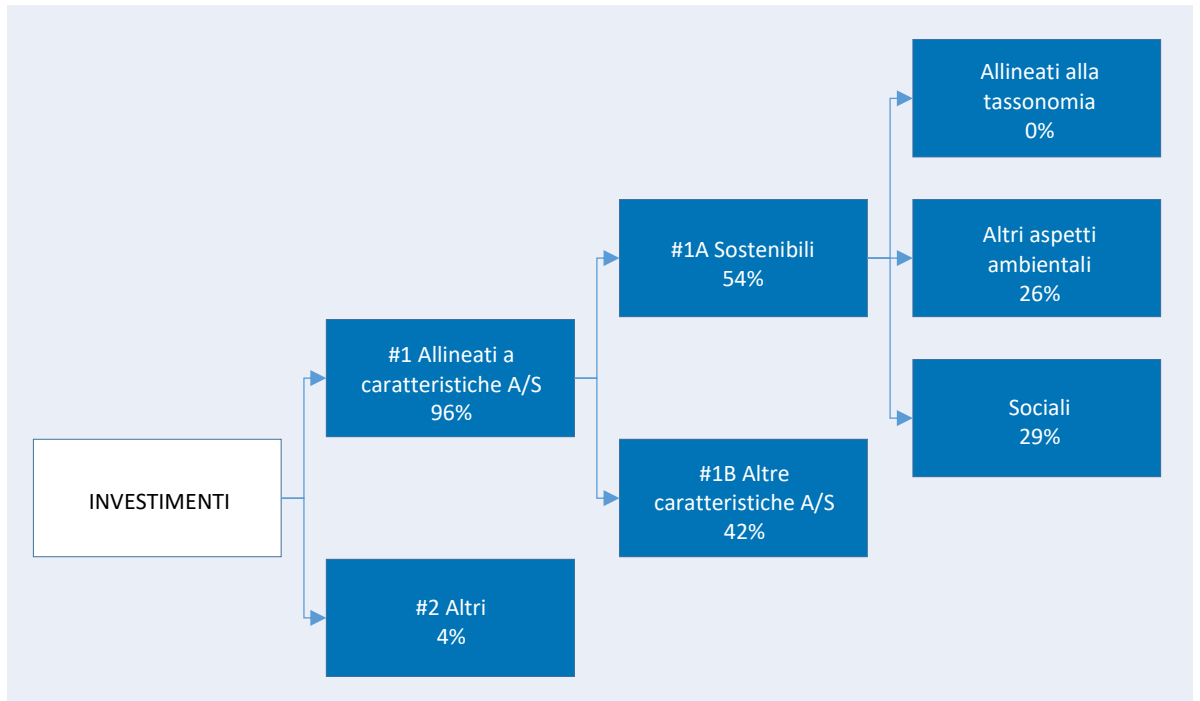 INVESTIMENTI
#1 Allineati a
caratteristiche A/S
96%
#2 Altri
4%
#1A Sostenibili
54%
#1B Altre
caratteristiche A/S
42%
Allineati alla
tassonomia
0%
Altri aspetti
ambientali
26%
Sociali
29%